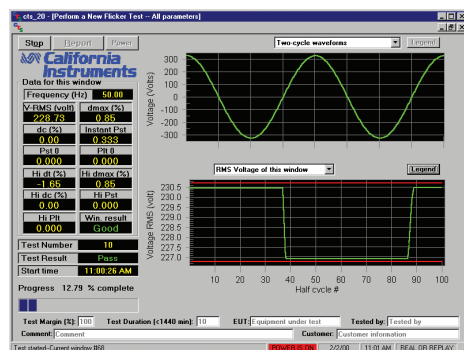 cts_20 - [Perform a New Flicker Test -- All parameters]
Stop Report Power
California
Instruments
Data for this window
Frequency (Hz) 50.00
V-RMS (volt) dmax (%)
228.73 0.85
dc (%) Instant Pst
0.00 0.333
Pst 0 Plt 0
0.000 0.000
Hi dt (%) Hi dmax (%)
-1.65 0.85
Hi dc (%) Hi Pst
0.00 0.000
Hi Plt Win. result
0.000 Good
Test Number 10
Test Result Pass
Start time 11:00:26 AM
Progress 12.79 % complete
Two-cycle waveforms Legend
Voltage (Volts)
300
200
100
0
-100
-200
-300
RMS Voltage of this window Legend
Voltage RMS (volt)
230.5
230.0
229.5
229.0
228.5
228.0
227.5
227.0
10 20 30 40 50 60 70 80 90 100
Half cycle #
Test Margin (%): 100 Test Duration (<1440 min): 10 EUT: Equipment under test Tested by: Tested by
Comment: Comment Customer: Customer information
Test started-Current window #68 POWER IS ON 2/2/00 11:01 AM REAL OR REPLAY